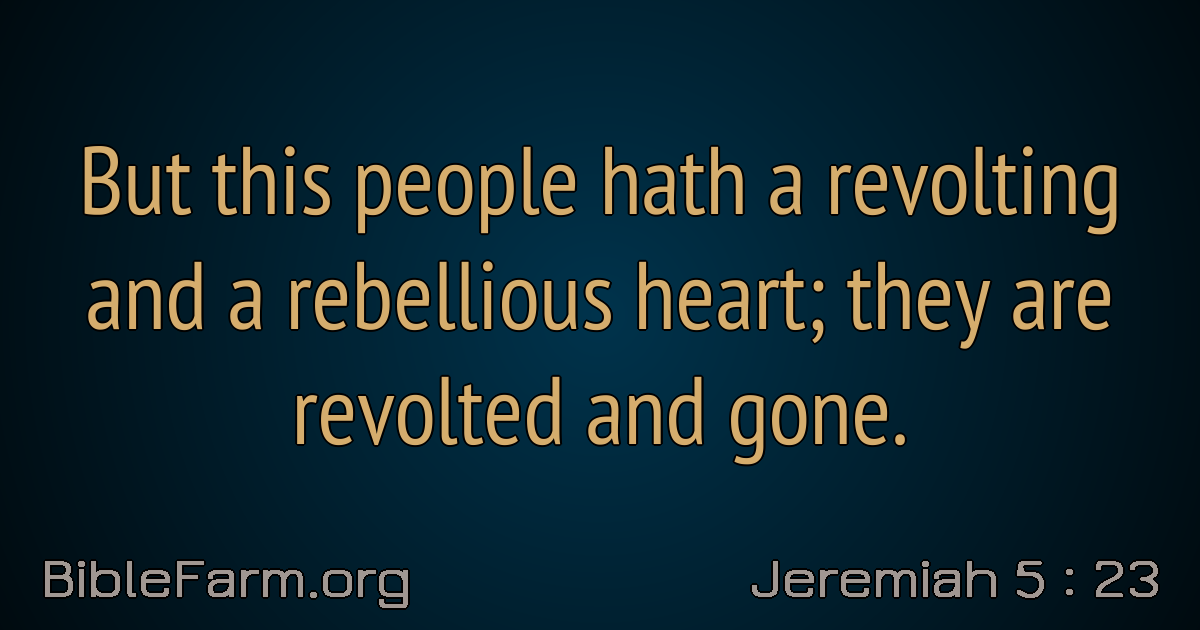 But this people hath a revolting
and a rebellious heart; they are
revolted and gone.
BibleFarm.org
Jeremiah 5 : 23